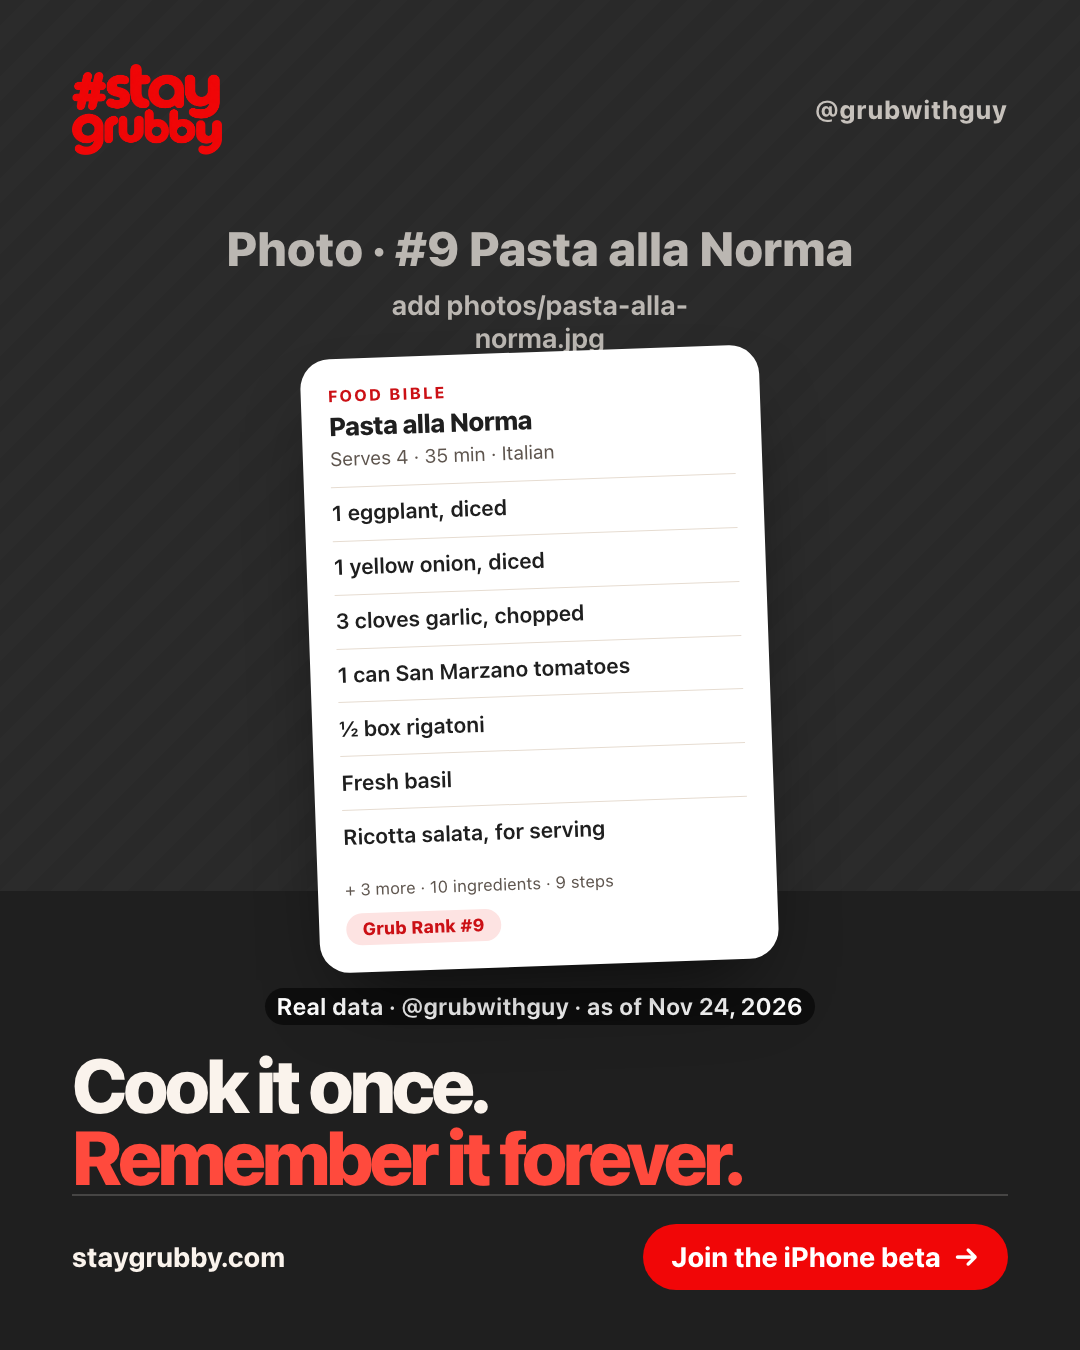 #stay
grubby
@grubwithguy
Photo · #9 Pasta alla Norma
add photos/pasta-alla-
norma.jpg
FOOD BIBLE
Pasta alla Norma
Serves 4 · 35 min · Italian
1 eggplant, diced
1 yellow onion, diced
3 cloves garlic, chopped
1 can San Marzano tomatoes
½ box rigatoni
Fresh basil
Ricotta salata, for serving
+ 3 more · 10 ingredients · 9 steps
Grub Rank #9
Real data · @grubwithguy · as of Nov 24, 2026
Cook it once.
Remember it forever.
staygrubby.com
Join the iPhone beta →